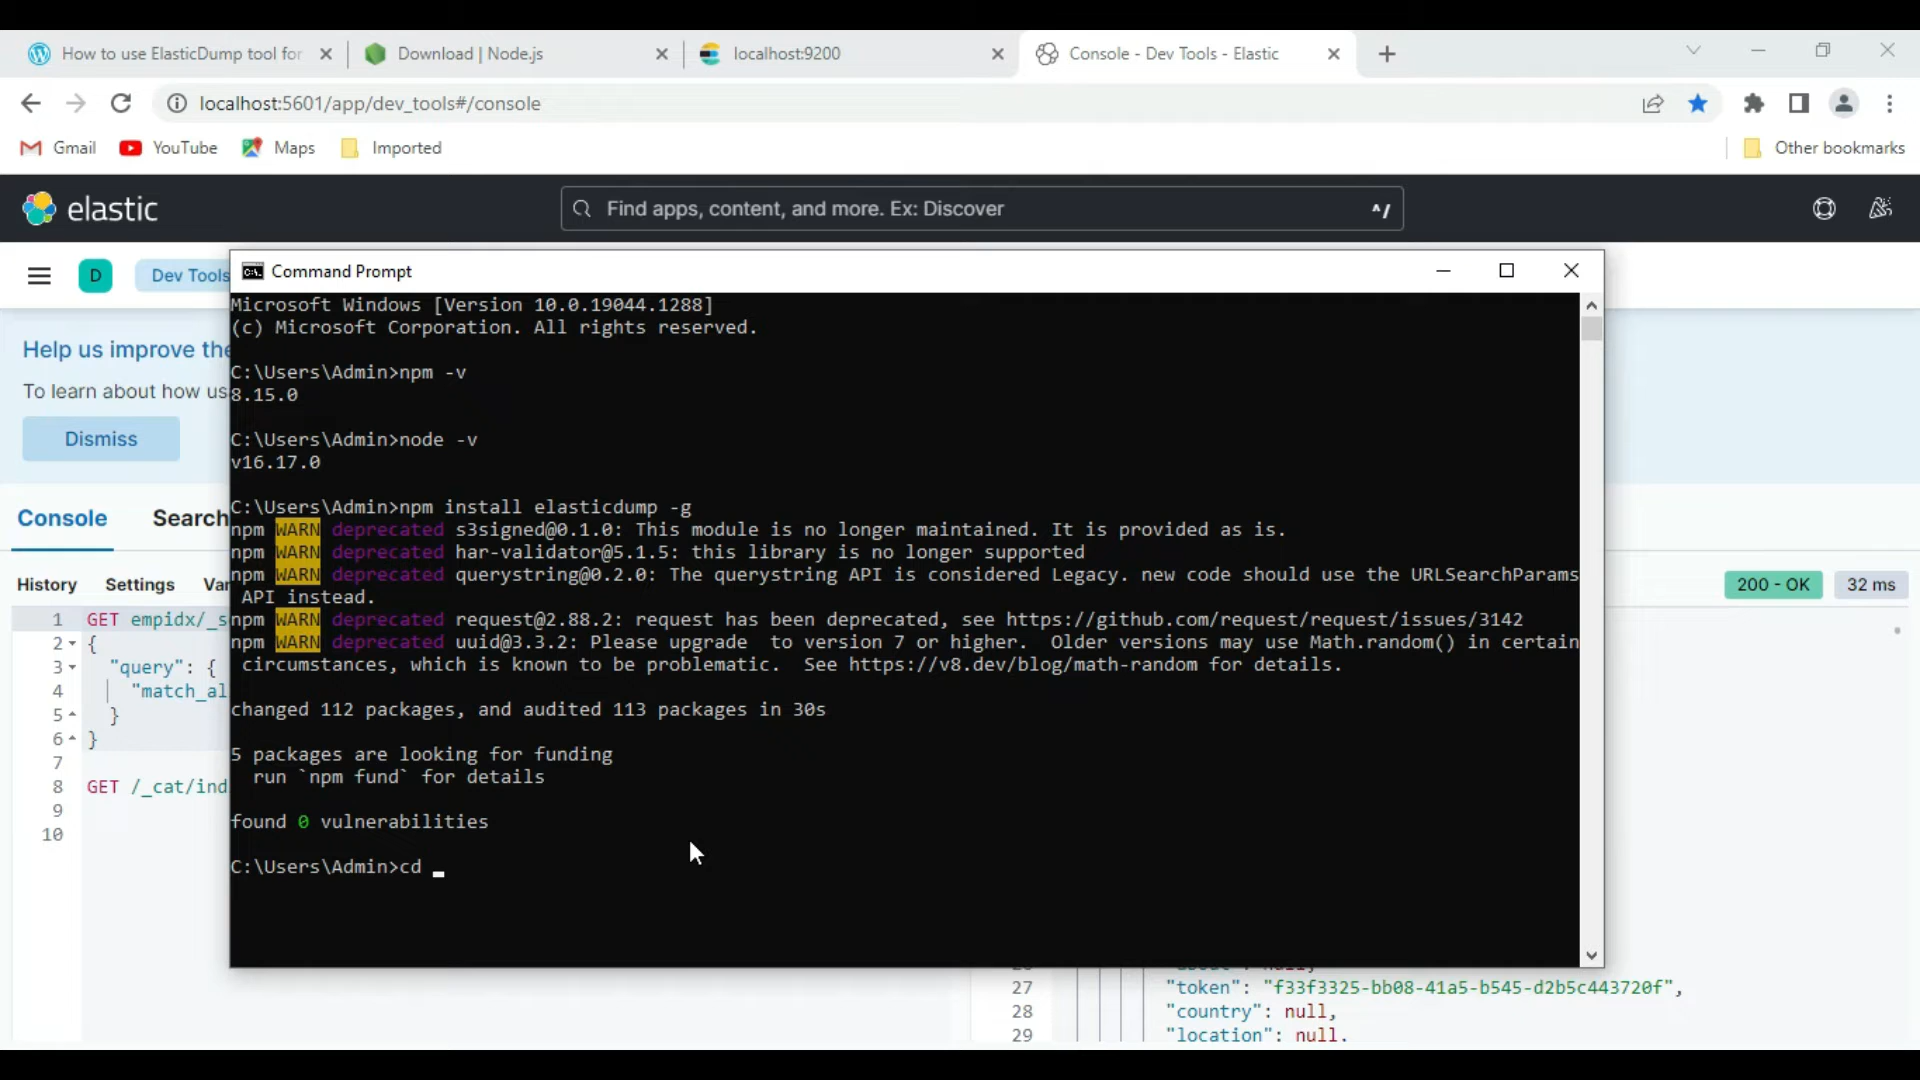 How to use ElasticDump tool for
Download | Node.js
localhost:9200
Console - Dev Tools - Elastic
localhost:5601/app/dev_tools#/console
Gmail
YouTube
Maps
Imported
Other bookmarks
elastic
Find apps, content, and more. Ex: Discover
^/
D
Dev Tools
Help us improve the
To learn about how us
Dismiss
Console
Search
History
Settings
Var
200 - OK
32 ms
1 GET empidx/_s
2 {
3 "query": {
4 "match_al
5 }
6 }
7
8 GET /_cat/ind
9
10
Command Prompt
Microsoft Windows [Version 10.0.19044.1288]
(c) Microsoft Corporation. All rights reserved.
C:\Users\Admin>npm -v
8.15.0
C:\Users\Admin>node -v
v16.17.0
C:\Users\Admin>npm install elasticdump -g
npm WARN deprecated s3signed@0.1.0: This module is no longer maintained. It is provided as is.
npm WARN deprecated har-validator@5.1.5: this library is no longer supported
npm WARN deprecated querystring@0.2.0: The querystring API is considered Legacy. new code should use the URLSearchParams
API instead.
npm WARN deprecated request@2.88.2: request has been deprecated, see https://github.com/request/request/issues/3142
npm WARN deprecated uuid@3.3.2: Please upgrade  to version 7 or higher.  Older versions may use Math.random() in certain
circumstances, which is known to be problematic.  See https://v8.dev/blog/math-random for details.
changed 112 packages, and audited 113 packages in 30s
5 packages are looking for funding
run `npm fund` for details
found 0 vulnerabilities
C:\Users\Admin>cd _
27 "token": "f33f3325-bb08-41a5-b545-d2b5c443720f",
28 "country": null,
29 "location": null.